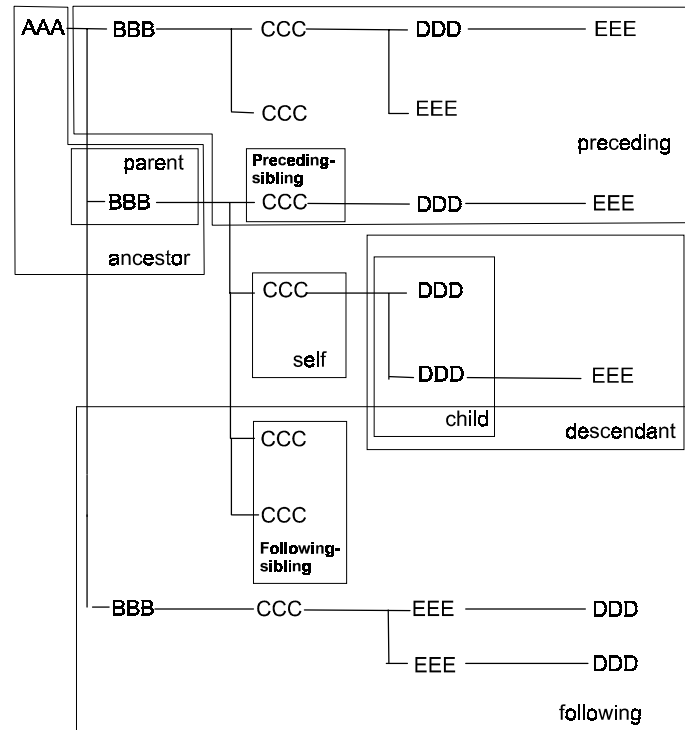 AAA BBB CCC DDD EEE
CCC EEE
preceding
parent Preceding-
sibling
BBB CCC DDD EEE
ancestor
CCC DDD
self
DDD EEE
child
descendant
CCC
CCC
Following-
sibling
BBB CCC EEE DDD
EEE DDD
following